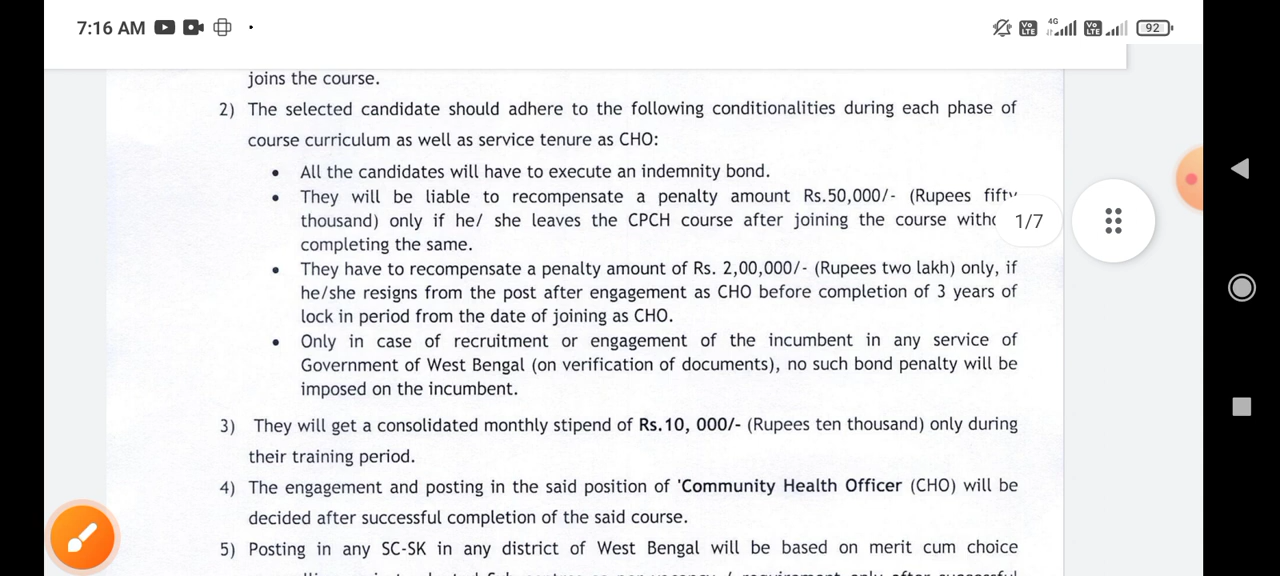 7:16 AM
4G
Vo LTE
Vo LTE
92
joins the course.
2) The selected candidate should adhere to the following conditionalities during each phase of
course curriculum as well as service tenure as CHO:
• All the candidates will have to execute an indemnity bond.
• They will be liable to recompensate a penalty amount Rs.50,000/- (Rupees fifty
thousand) only if he/ she leaves the CPCH course after joining the course
1/7
completing the same.
• They have to recompensate a penalty amount of Rs. 2,00,000/- (Rupees two lakh) only, if
he/she resigns from the post after engagement as CHO before completion of 3 years of
lock in period from the date of joining as CHO.
• Only in case of recruitment or engagement of the incumbent in any service of
Government of West Bengal (on verification of documents), no such bond penalty will be
imposed on the incumbent.
3) They will get a consolidated monthly stipend of Rs.10, 000/- (Rupees ten thousand) only during
their training period.
4) The engagement and posting in the said position of 'Community Health Officer (CHO) will be
decided after successful completion of the said course.
5) Posting in any SC-SK in any district of West Bengal will be based on merit cum choice